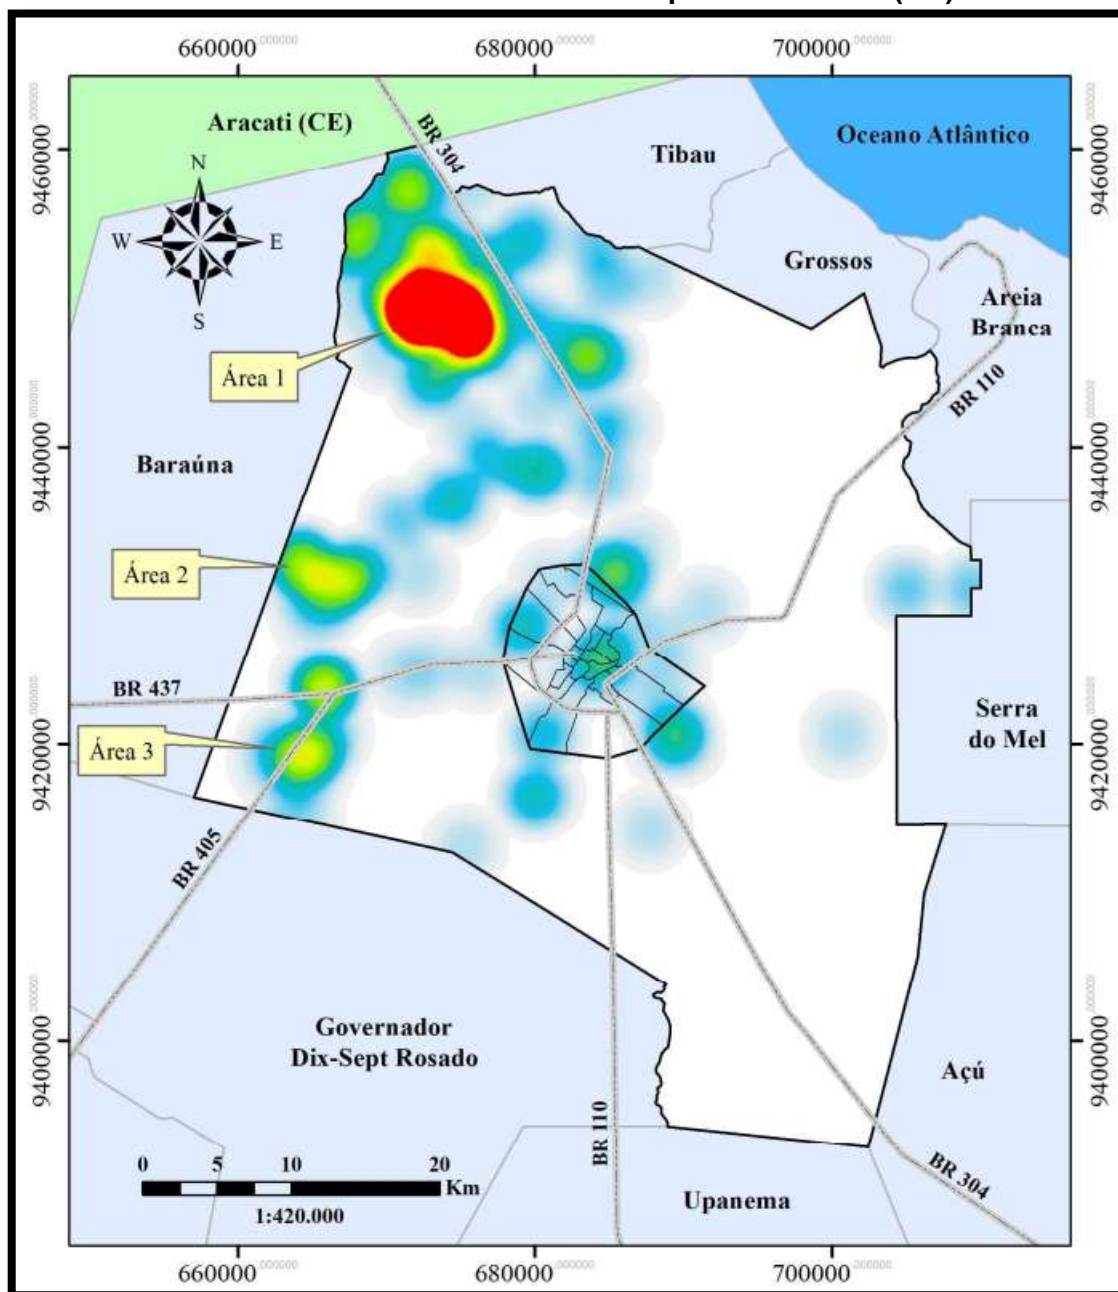 660000 680000 700000
Aracati (CE)
BR 304
Oceano Atlântico
Tibau
N
W E
S
Grossos
Areia
Branca
Área 1
BR 110
Baraúna
Área 2
BR 437
Área 3
Serra
do Mel
BR 405
Governador
Dix-Sept Rosado
Açú
BR 110
BR 304
Upanema
0 5 10 20
Km
1:420.000
9460000
9440000
9420000
9400000
9460000
9440000
9420000
9400000
660000 680000 700000